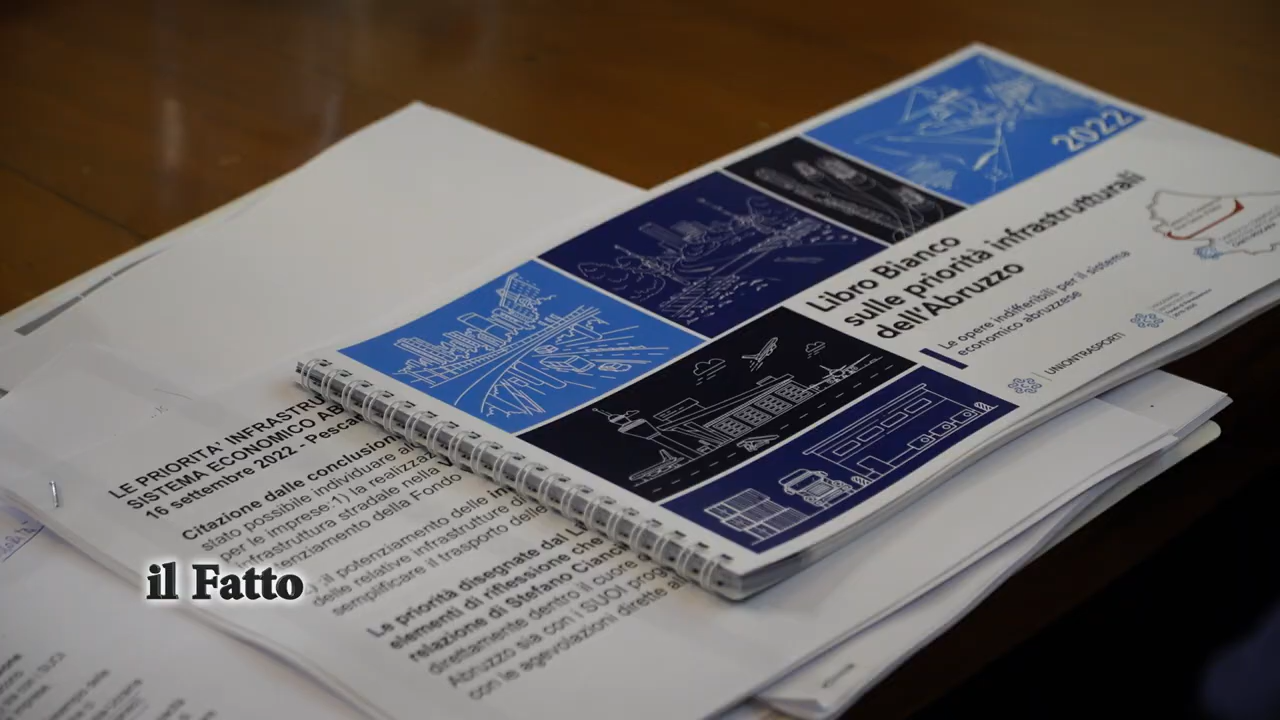 2022
Libro Bianco
sulle priorità infrastrutturali
dell'Abruzzo
Le opere indifferibili per il sistema
economico abruzzese
UNIONTRASPORTI
LE PRIORITA' INFRASTRU
SISTEMA ECONOMICO AB
16 settembre 2022 - Pesca
Citazione dalle conclusion
stato possibile individuare al
per le imprese:1) la realizza
infrastruttura stradale nella V
enziamento della Fondo
il potenziamento delle in
delle relative infrastrutture di
semplificare il trasporto delle
Le priorità disegnate dal L
elementi di riflessione che
relazione di Stefano Cianc
direttamente dentro il cuore
Abruzzo sia con i SUOI prog
con le agevolazioni dirette a
il Fatto